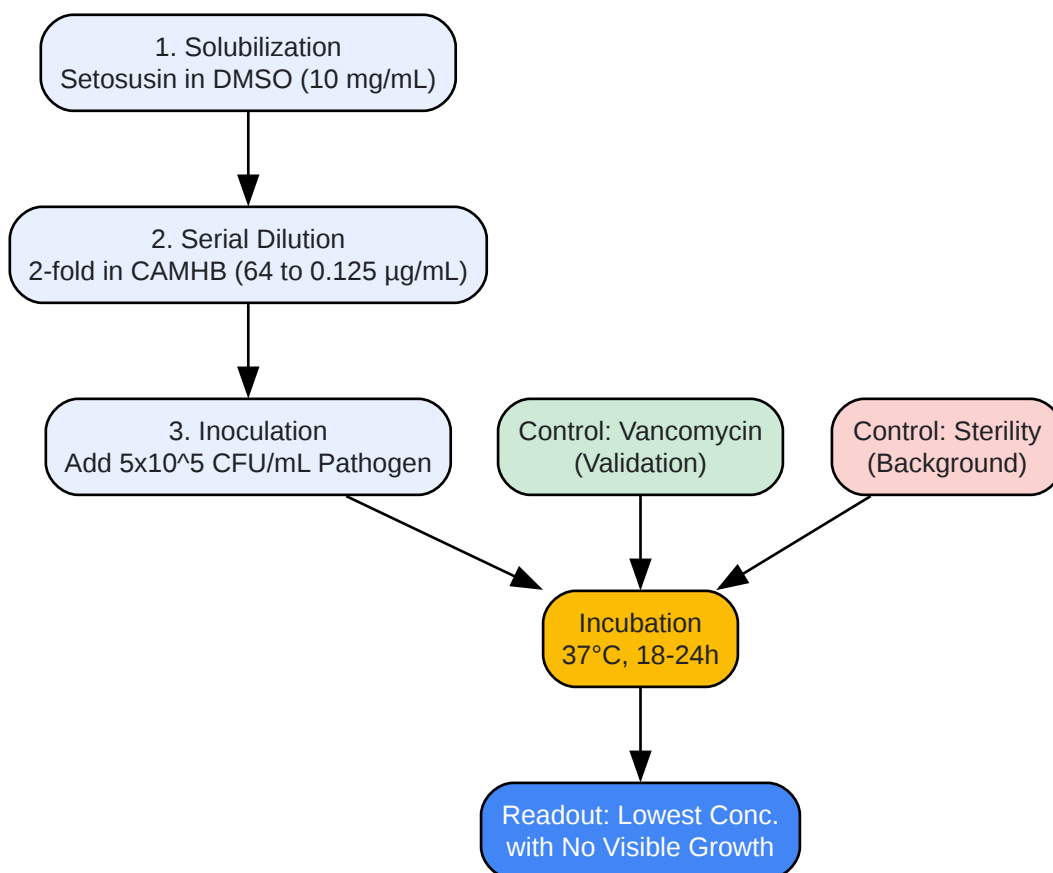 1. Solubilization
Setosusin in DMSO (10 mg/mL)
2. Serial Dilution
2-fold in CAMHB (64 to 0.125 µg/mL)
3. Inoculation
Add 5x10^5 CFU/mL Pathogen
Control: Vancomycin
(Validation)
Control: Sterility
(Background)
Incubation
37°C, 18-24h
Readout: Lowest Conc.
with No Visible Growth